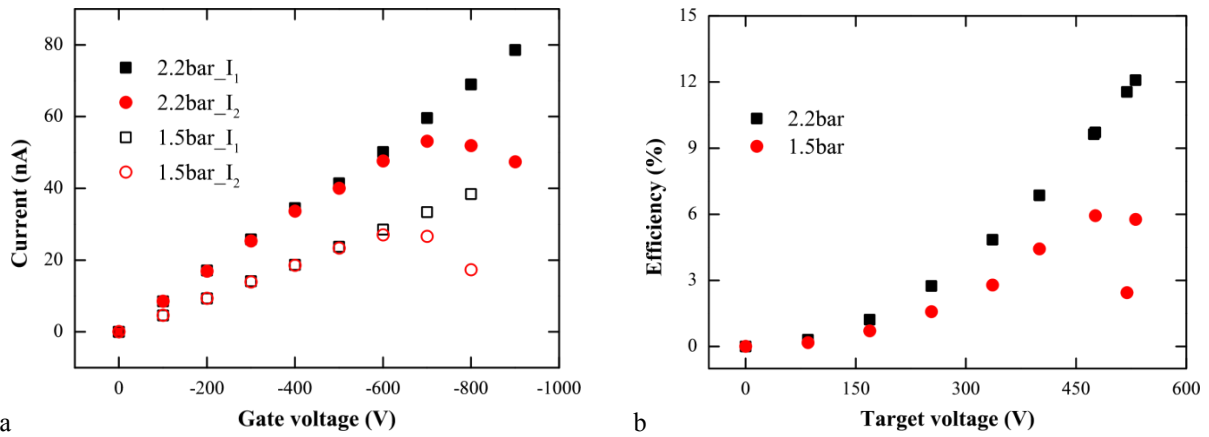 80
60
40
20
0
Current (nA)
2.2bar_I1
2.2bar_I2
1.5bar_I1
1.5bar_I2
0 -200 -400 -600 -800 -1000
Gate voltage (V)
a
15
12
9
6
3
0
Efficiency (%)
2.2bar
1.5bar
0 150 300 450 600
Target voltage (V)
b